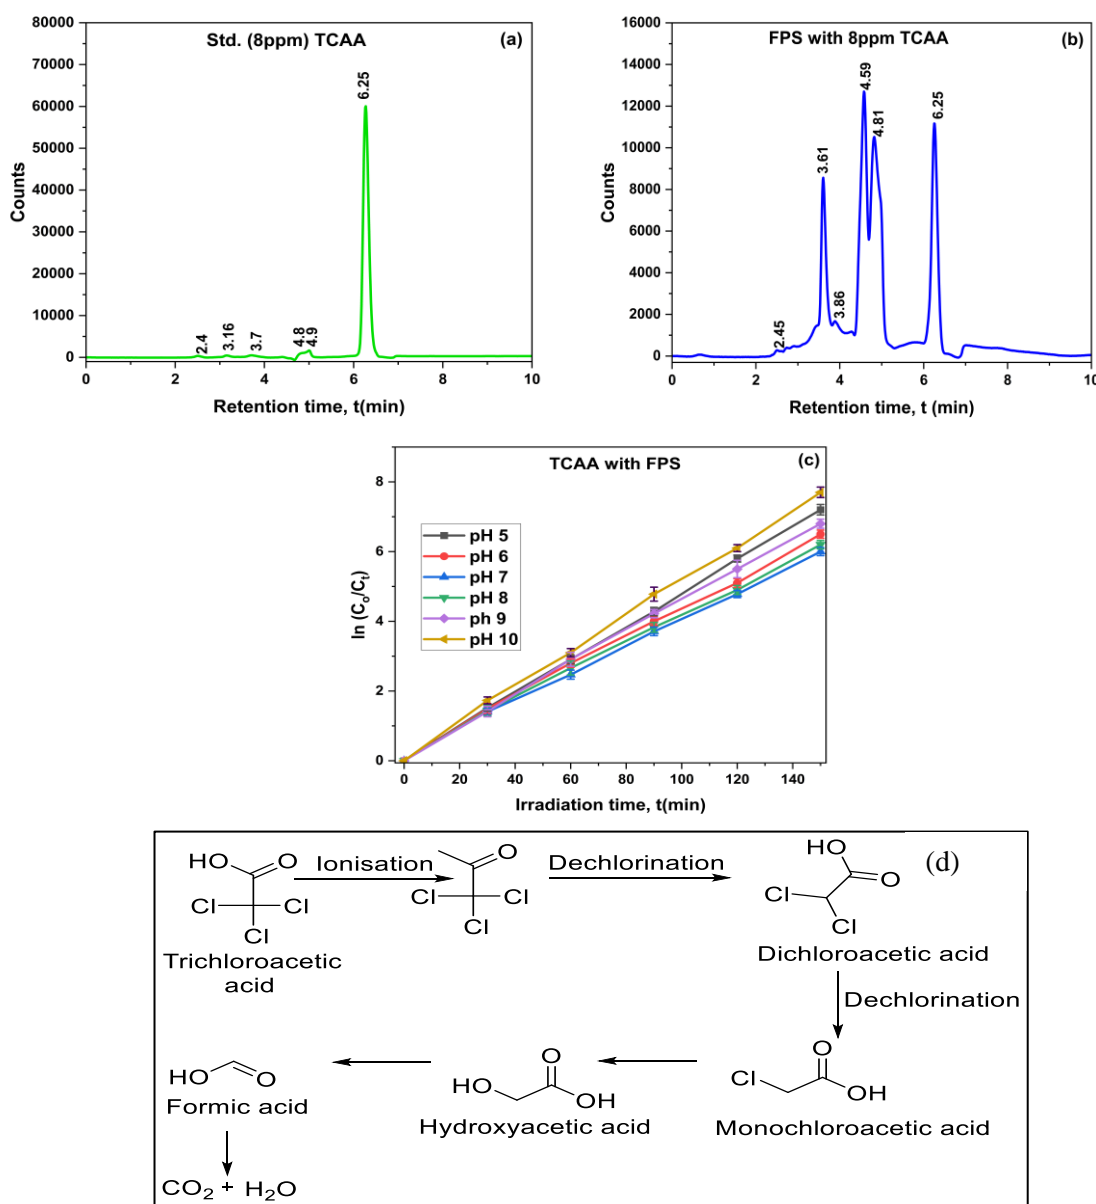 Std. (8ppm) TCAA
(a)
80000
70000
60000
50000
40000
30000
20000
10000
0
Counts
2.4
3.16
3.7
4.8
4.9
6.25
0 2 4 6 8 10
Retention time, t(min)
FPS with 8ppm TCAA
(b)
16000
14000
12000
10000
8000
6000
4000
2000
0
Counts
2.45
3.61
3.86
4.59
4.81
6.25
0 2 4 6 8 10
Retention time, t (min)
TCAA with FPS
(c)
8
6
4
2
0
ln (Co/Ct)
pH 5
pH 6
pH 7
pH 8
ph 9
pH 10
0 20 40 60 80 100 120 140
Irradiation time, t(min)
(d)
HO O
Cl Cl
Cl
Trichloroacetic
acid
Ionisation
O
Cl Cl
Cl
Dechlorination
HO
O
Cl
Cl
Dichloroacetic acid
Dechlorination
O
Cl
OH
Monochloroacetic acid
O
HO
OH
Hydroxyacetic acid
HO O
Formic acid
CO2 + H2O